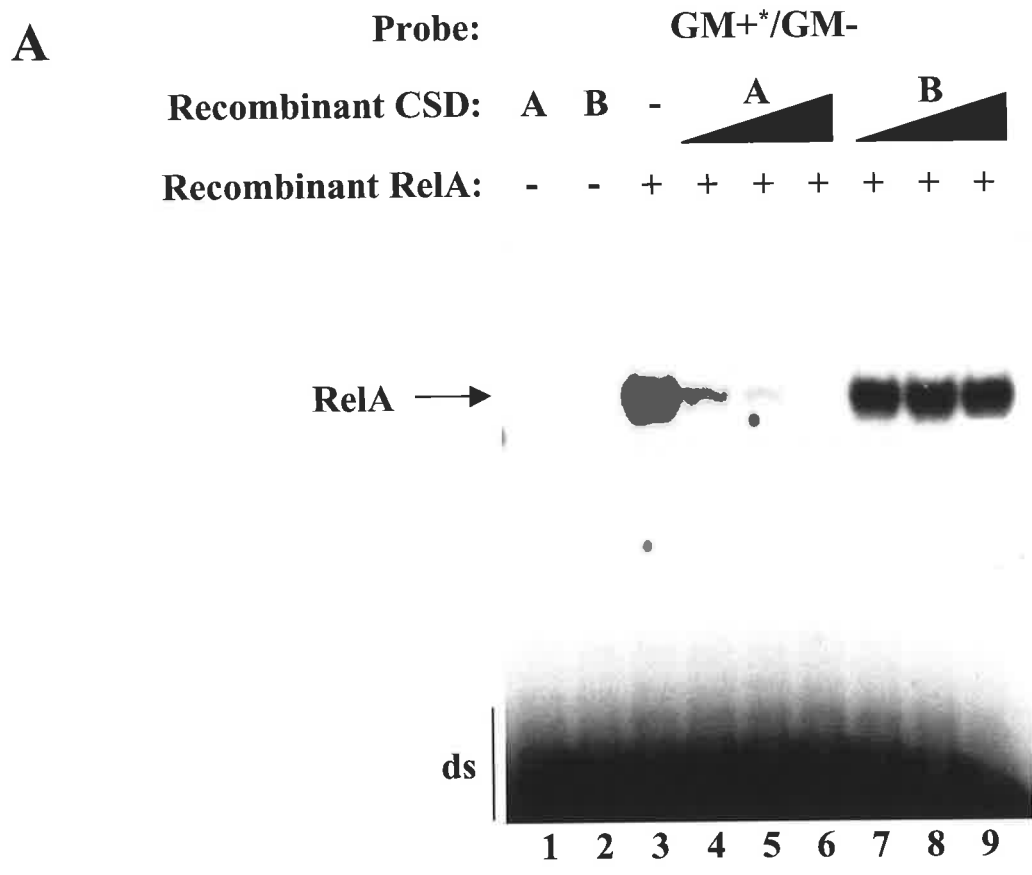 A
Probe: GM+*/GM-
Recombinant CSD: A B - A B
Recombinant RelA: - - + + + + + + +
RelA
ds
1 2 3 4 5 6 7 8 9